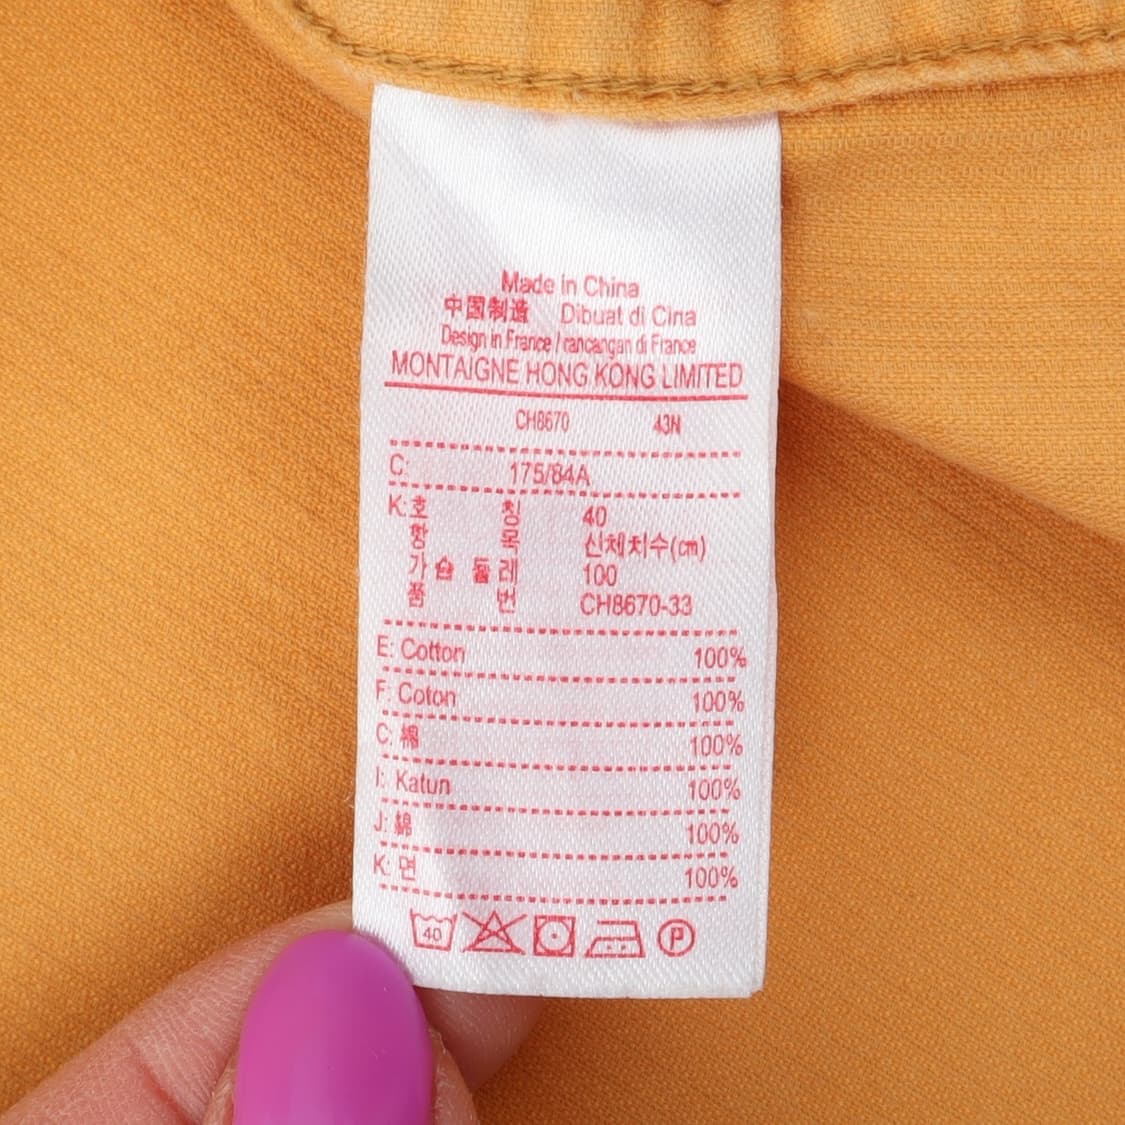 Made in China
中国制造 Dibuat di Cina
Design in France / rancangan di France
MONTAIGNE HONG KONG LIMITED
CH8670 43N
C: 175/84A
K: 호 칭 40
항 목 신체치수(cm)
가 슴 둘 레 100
품 번 CH8670-33
E: Cotton 100%
F: Coton 100%
C: 棉 100%
I: Katun 100%
J: 綿 100%
K: 면 100%
40 P